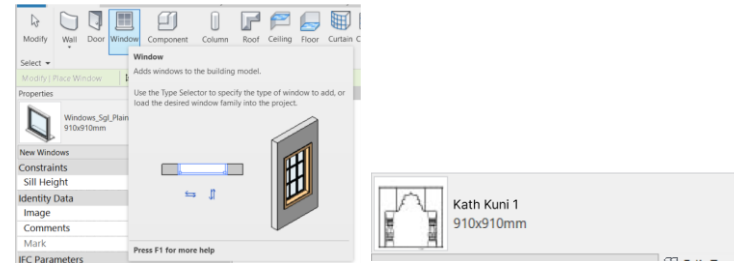 Modify
Wall
Door
Window
Component
Column
Roof
Ceiling
Floor
Curtain
Select
Modify | Place Window
Properties
Windows_Sgl_Plain
910x910mm
New Windows
Constraints
Sill Height
Identity Data
Image
Comments
Mark
IFC Parameters
Window
Adds windows to the building model.
Use the Type Selector to specify the type of window to add, or
load the desired window family into the project.
Press F1 for more help
Kath Kuni 1
910x910mm